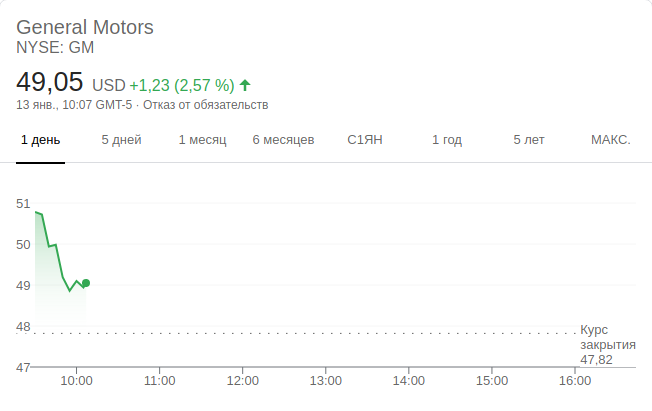 General Motors
NYSE: GM
49,05 USD +1,23 (2,57 %)
13 янв., 10:07 GMT-5 · Отказ от обязательств
1 день 5 дней 1 месяц 6 месяцев С1ЯН 1 год 5 лет МАКС.
51
50
49
48
47
Курс
закрытия
47,82
10:00 11:00 12:00 13:00 14:00 15:00 16:00